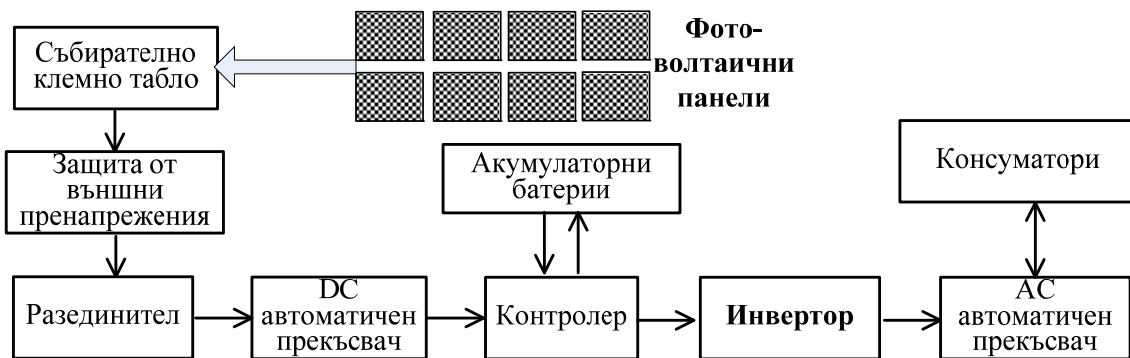 Събирателно
клемно табло
Фото-
волтаични
панели
Защита от
външни
пренапрежения
Акумулаторни
батерии
Консуматори
Разединител
DC
автоматичен
прекъсвач
Контролер
Инвертор
AC
автоматичен
прекъсвач